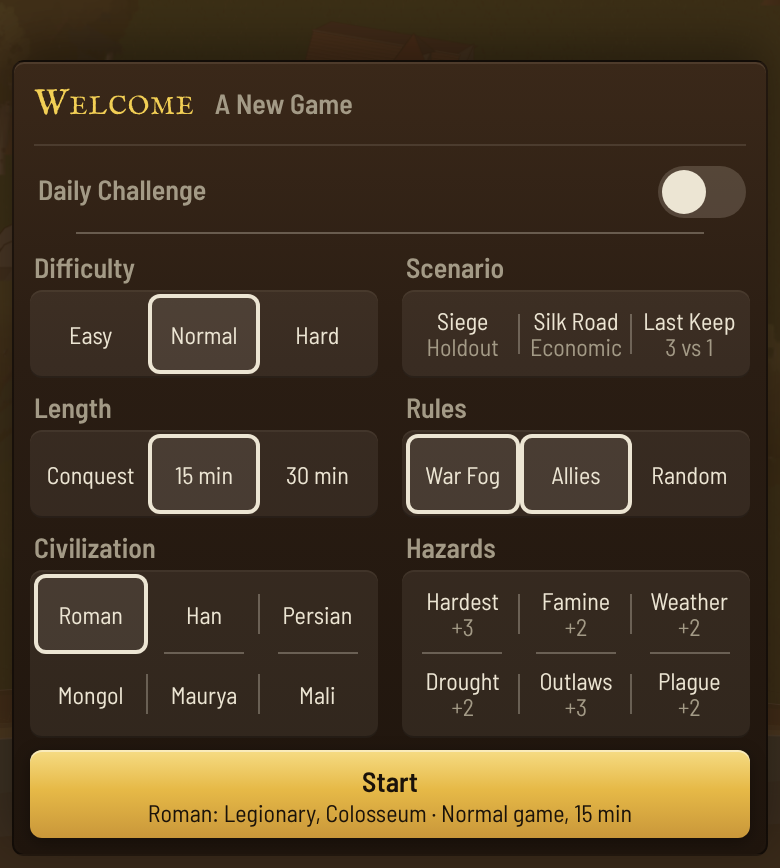 Welcome A New Game
Daily Challenge
Difficulty
Easy Normal Hard
Scenario
Siege Silk Road Last Keep
Holdout Economic 3 vs 1
Length
Conquest 15 min 30 min
Rules
War Fog Allies Random
Civilization
Roman Han Persian
Mongol Maurya Mali
Hazards
Hardest Famine Weather
+3 +2 +2
Drought Outlaws Plague
+2 +3 +2
Start
Roman: Legionary, Colosseum · Normal game, 15 min